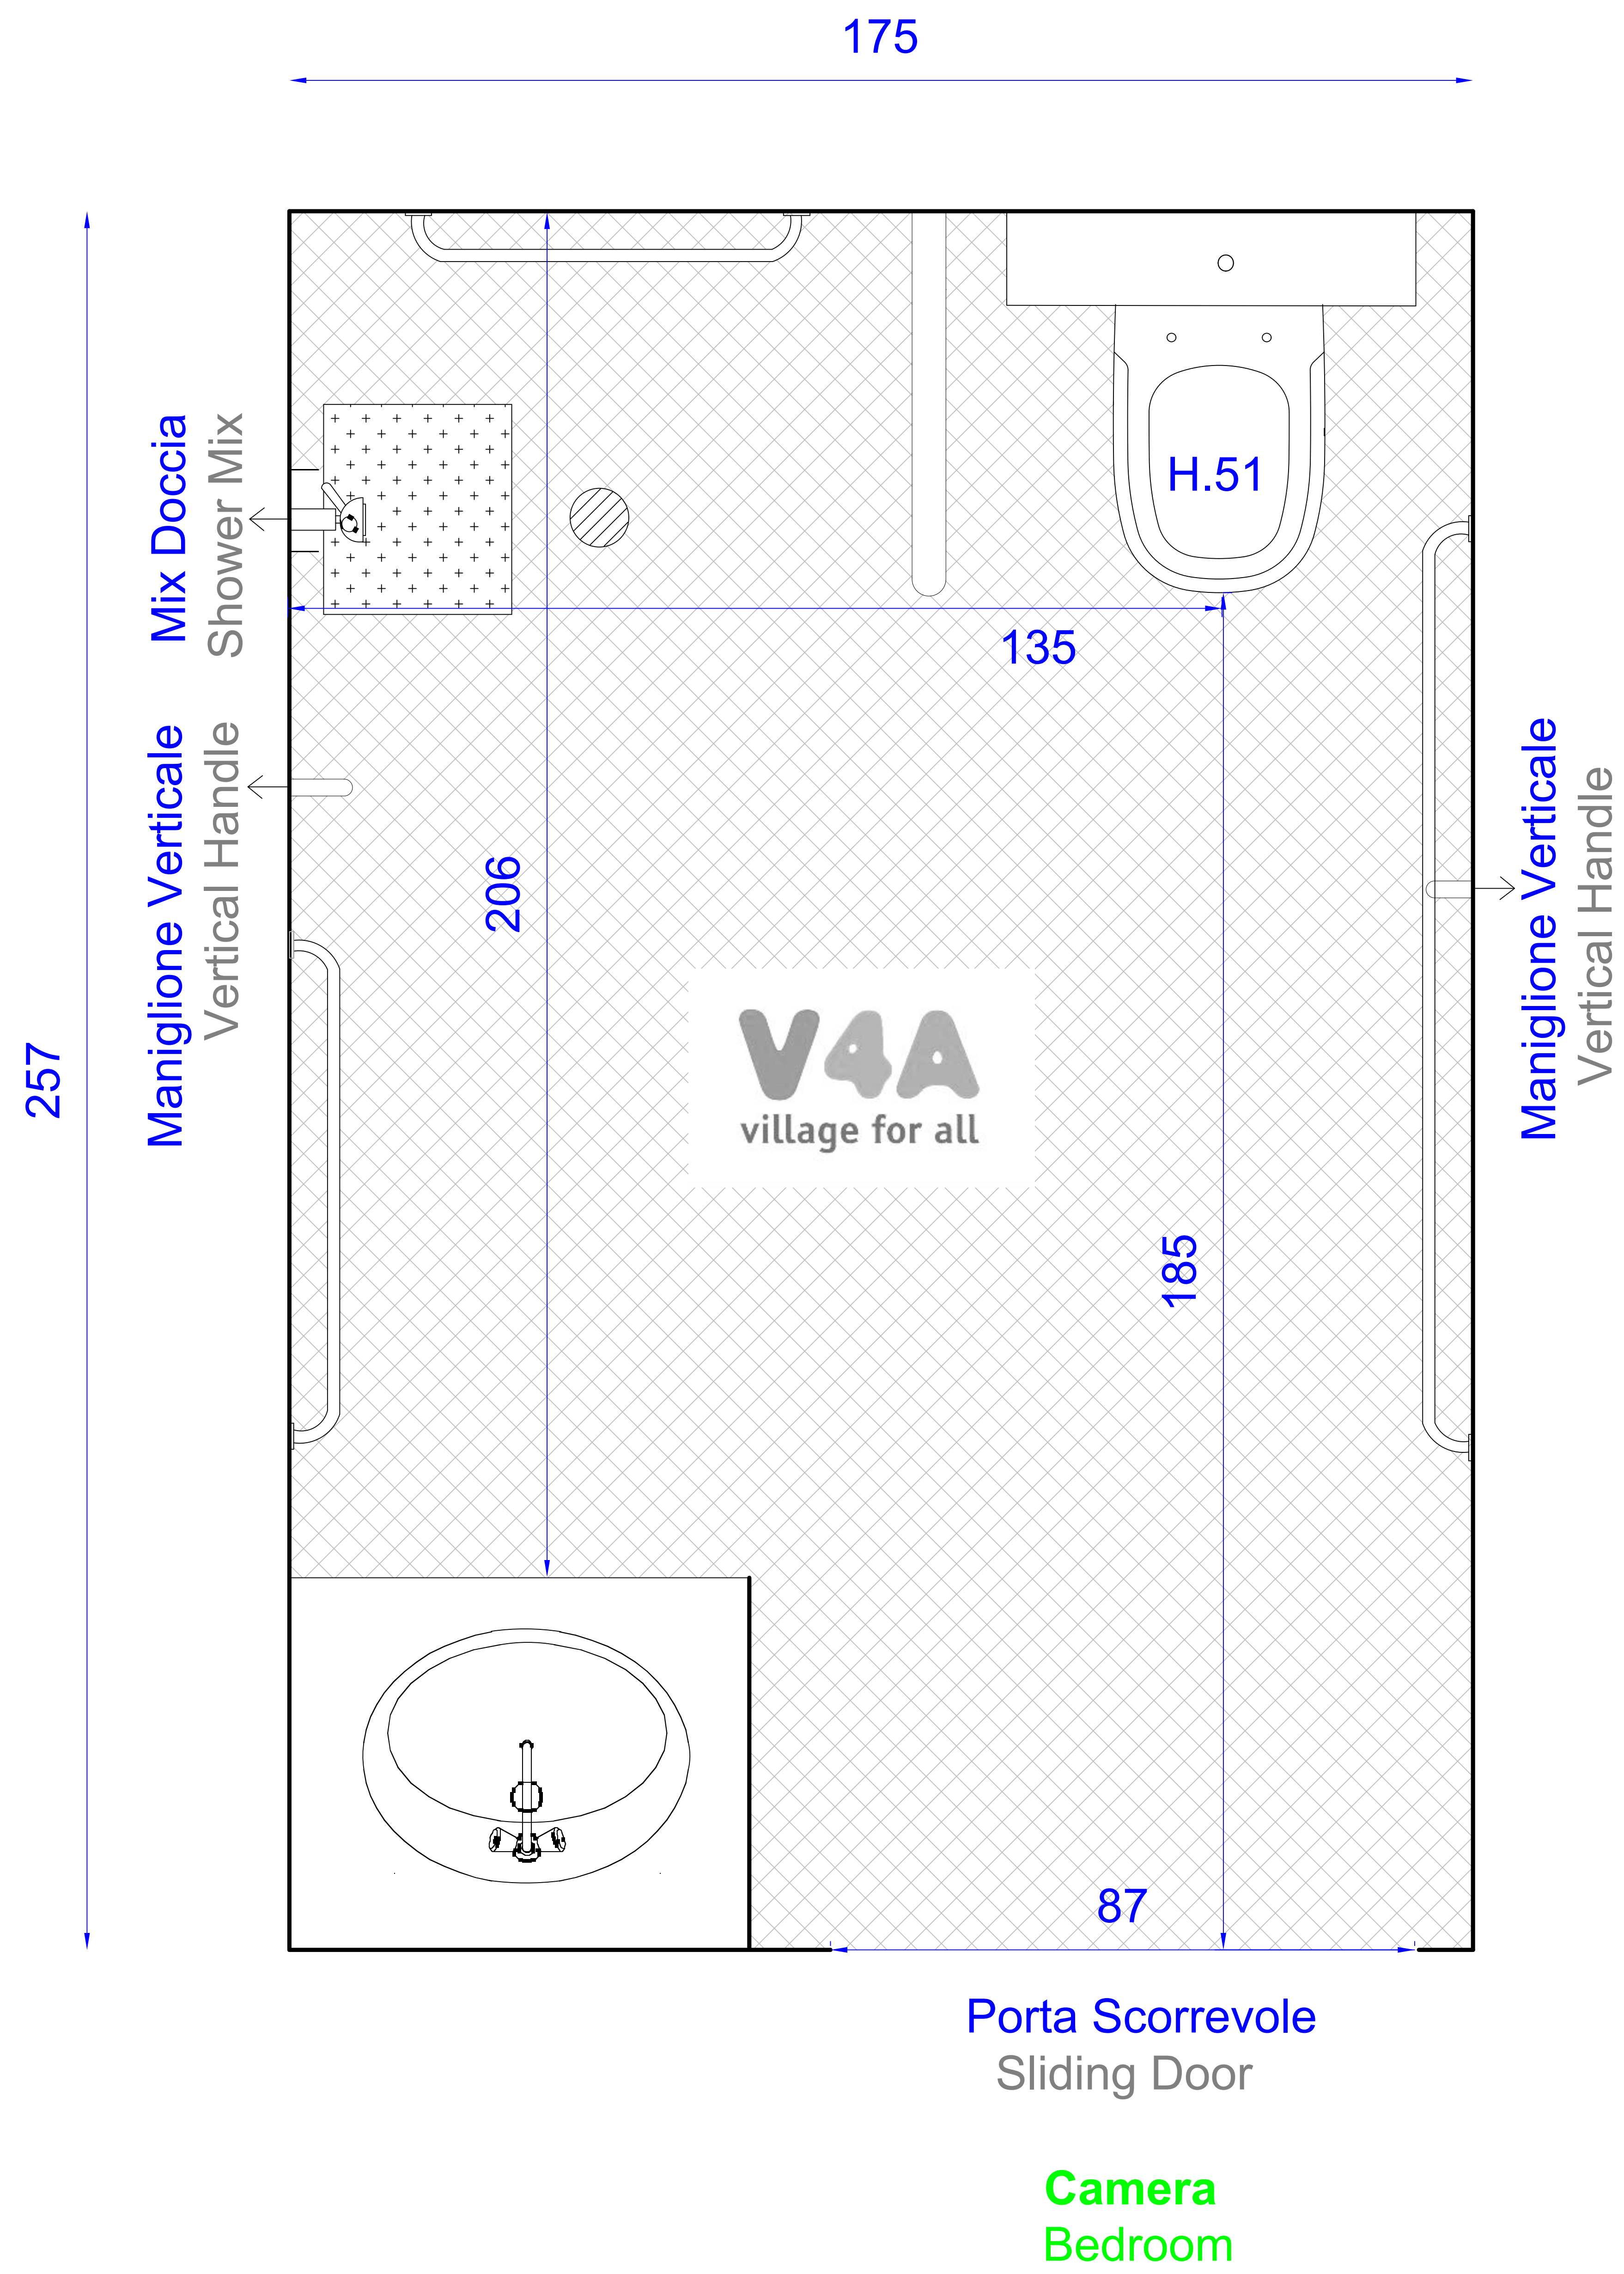 175
Mix Doccia
Shower Mix
H.51
135
Maniglione Verticale
Vertical Handle
Maniglione Verticale
Vertical Handle
206
257
V4A
village for all
185
87
Porta Scorrevole
Sliding Door
Camera
Bedroom